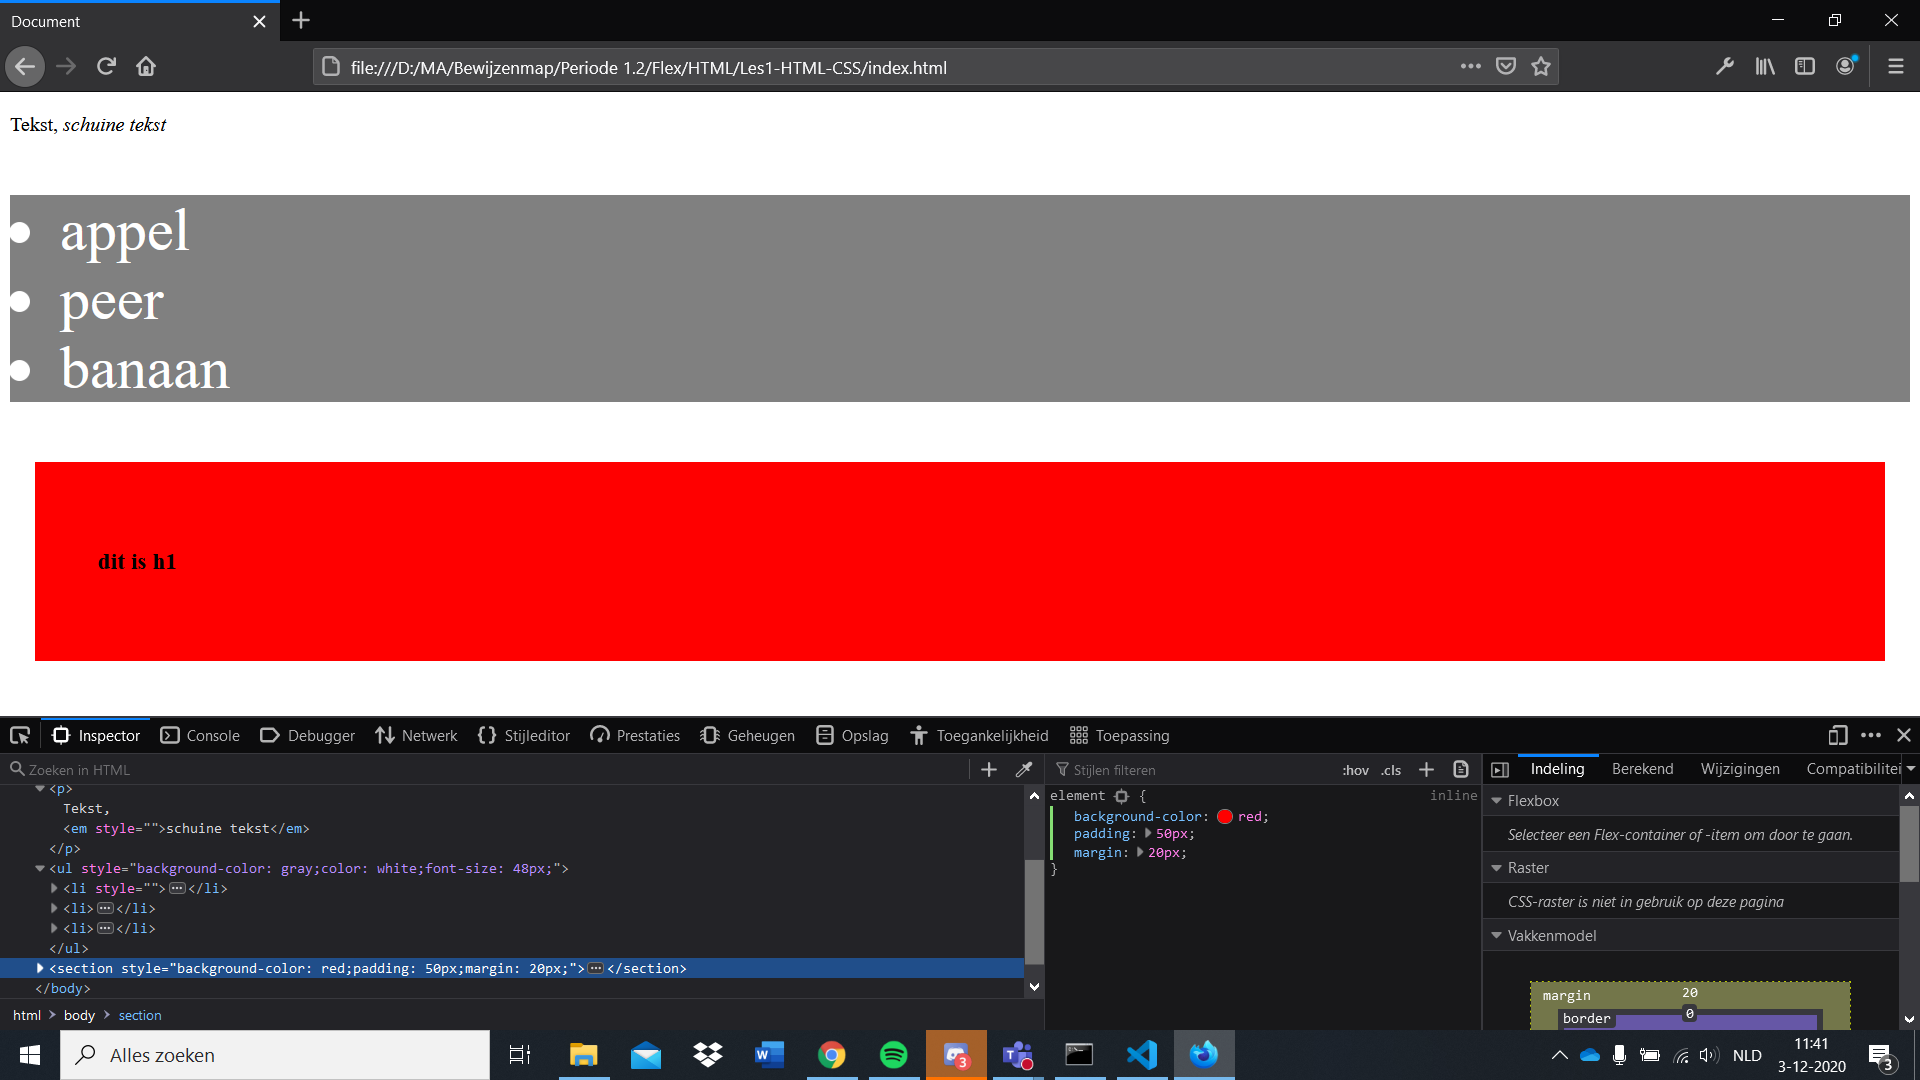 Document
file:///D:/MA/Bewijzenmap/Periode 1.2/Flex/HTML/Les1-HTML-CSS/index.html
Tekst, schuine tekst
appel
peer
banaan
dit is h1
Inspector Console Debugger Netwerk Stijleditor Prestaties Geheugen Opslag Toegankelijkheid Toepassing
Zoeken in HTML
<p>
Tekst,
<em style="">schuine tekst</em>
</p>
<ul style="background-color: gray;color: white;font-size: 48px;">
<li style="">…</li>
<li>…</li>
<li>…</li>
</ul>
<section style="background-color: red;padding: 50px;margin: 20px;">…</section>
</body>
html > body > section
Stijlen filteren :hov .cls
element { inline
background-color: red;
padding: 50px;
margin: 20px;
}
Indeling Berekend Wijzigingen Compatibilitei
Flexbox
Selecteer een Flex-container of -item om door te gaan.
Raster
CSS-raster is niet in gebruik op deze pagina
Vakkenmodel
margin 20
border 0
Alles zoeken
3
NLD
11:41
3-12-2020
3